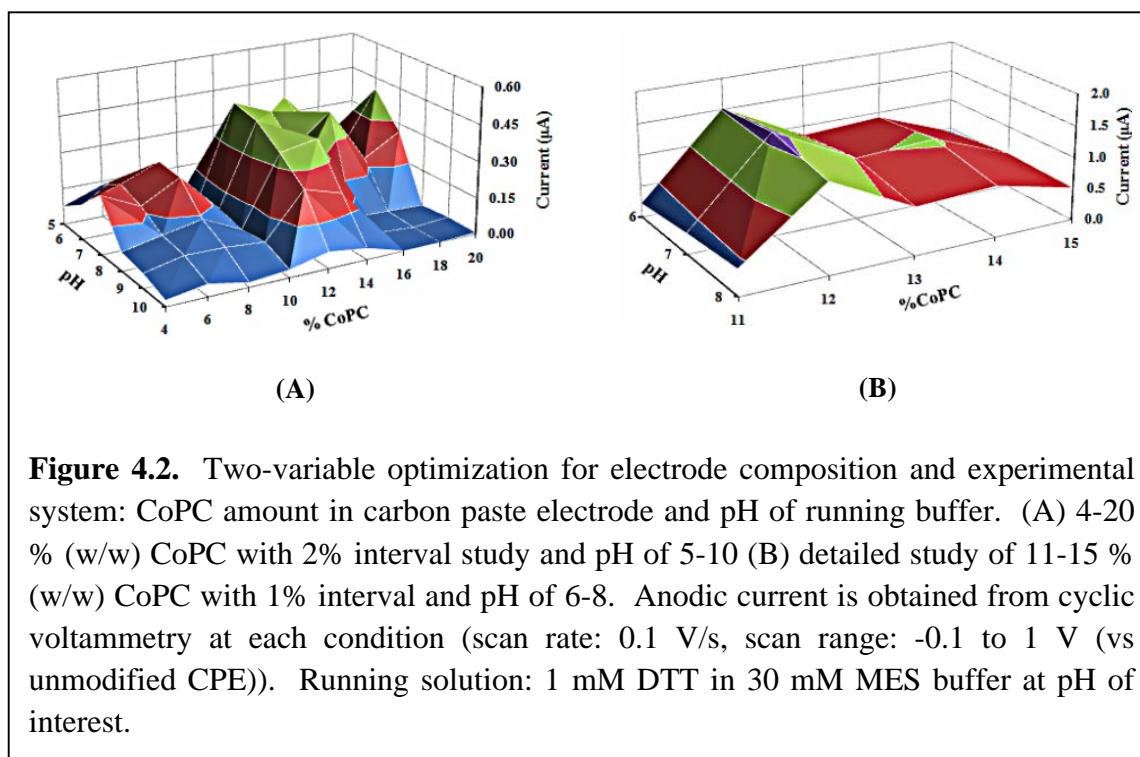 0.60
0.45
0.30
0.15
0.00
Current (µA)
5
6
7
8
9
10
pH
4
6
8
10
12
14
16
18
20
% CoPC
(A)
2.0
1.5
1.0
0.5
0.0
Current (µA)
6
7
8
pH
11
12
13
14
15
%CoPC
(B)
Figure 4.2. Two-variable optimization for electrode composition and experimental
system: CoPC amount in carbon paste electrode and pH of running buffer. (A) 4-20
% (w/w) CoPC with 2% interval study and pH of 5-10 (B) detailed study of 11-15 %
(w/w) CoPC with 1% interval and pH of 6-8. Anodic current is obtained from cyclic
voltammetry at each condition (scan rate: 0.1 V/s, scan range: -0.1 to 1 V (vs
unmodified CPE)). Running solution: 1 mM DTT in 30 mM MES buffer at pH of
interest.